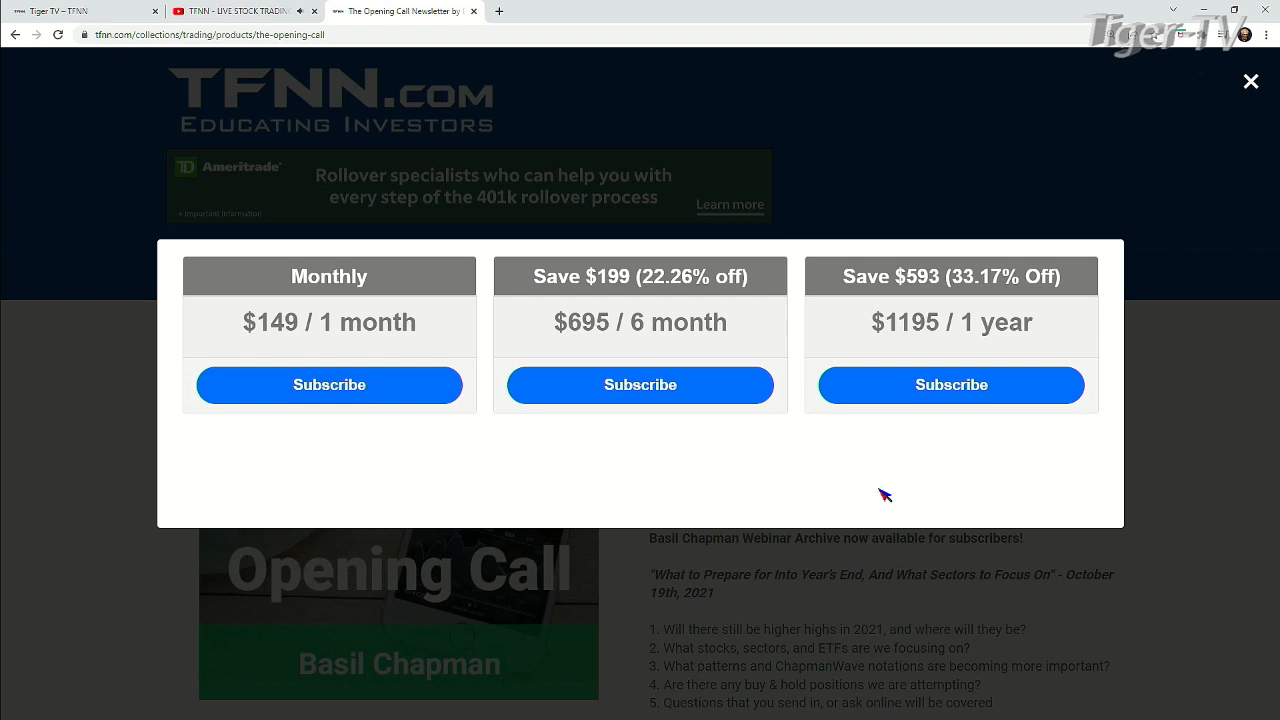 Tiger TV – TFNN
TFNN - LIVE STOCK TRADING
The Opening Call Newsletter by
Tiger TV
tfnn.com/collections/trading/products/the-opening-call
TFNN.com
Educating Investors
TD Ameritrade
Rollover specialists who can help you with
every step of the 401k rollover process
+ Important Information
Learn more
Monthly
$149 / 1 month
Subscribe
Save $199 (22.26% off)
$695 / 6 month
Subscribe
Save $593 (33.17% Off)
$1195 / 1 year
Subscribe
Opening Call
Basil Chapman
Basil Chapman Webinar Archive now available for subscribers!
"What to Prepare for Into Year's End, And What Sectors to Focus On" - October
19th, 2021
1. Will there still be higher highs in 2021, and where will they be?
2. What stocks, sectors, and ETFs are we focusing on?
3. What patterns and ChapmanWave notations are becoming more important?
4. Are there any buy & hold positions we are attempting?
5. Questions that you send in, or ask online will be covered